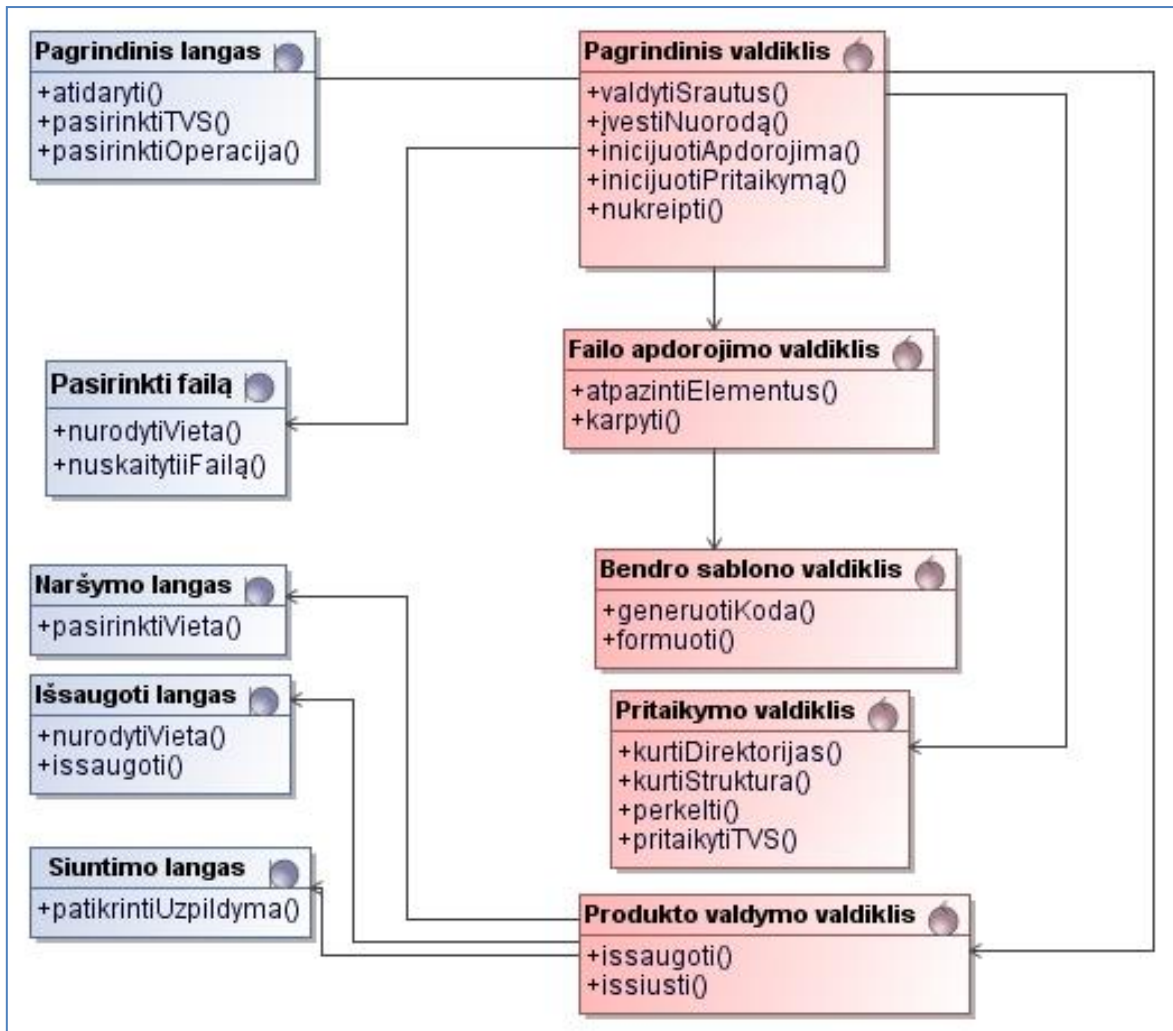 Pagrindinis langas
+atidaryti()
+pasirinktiTVS()
+pasirinktiOperacija()
Pagrindinis valdiklis
+valdytiSrautus()
+įvestiNuorodą()
+inicijuotiApdorojima()
+inicijuotiPritaikymą()
+nukreipti()
Failo apdorojimo valdiklis
+atpazintiElementus()
+karpyti()
Pasirinkti failą
+nurodytiVieta()
+nuskaitytiiFailą()
Bendro sablono valdiklis
+generuotiKoda()
+formuoti()
Naršymo langas
+pasirinktiVieta()
Išsaugoti langas
+nurodytiVieta()
+issaugoti()
Pritaikymo valdiklis
+kurtiDirektorijas()
+kurtiStruktura()
+perkelti()
+pritaikytiTVS()
Siuntimo langas
+patikrintiUzpildyma()
Produkto valdymo valdiklis
+issaugoti()
+issiusti()